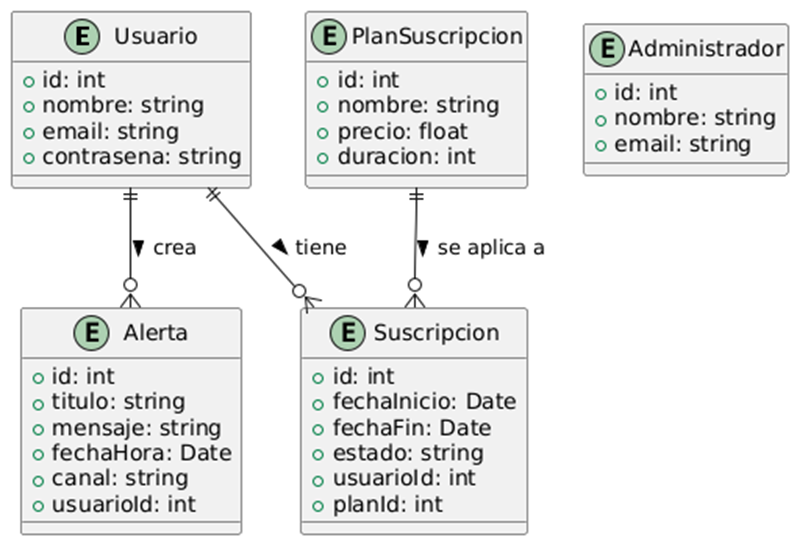 E Usuario
id: int
nombre: string
email: string
contrasena: string
E PlanSuscripcion
id: int
nombre: string
precio: float
duracion: int
E Administrador
id: int
nombre: string
email: string
crea
tiene
se aplica a
E Alerta
id: int
titulo: string
mensaje: string
fechaHora: Date
canal: string
usuarioId: int
E Suscripcion
id: int
fechaInicio: Date
fechaFin: Date
estado: string
usuarioId: int
planId: int